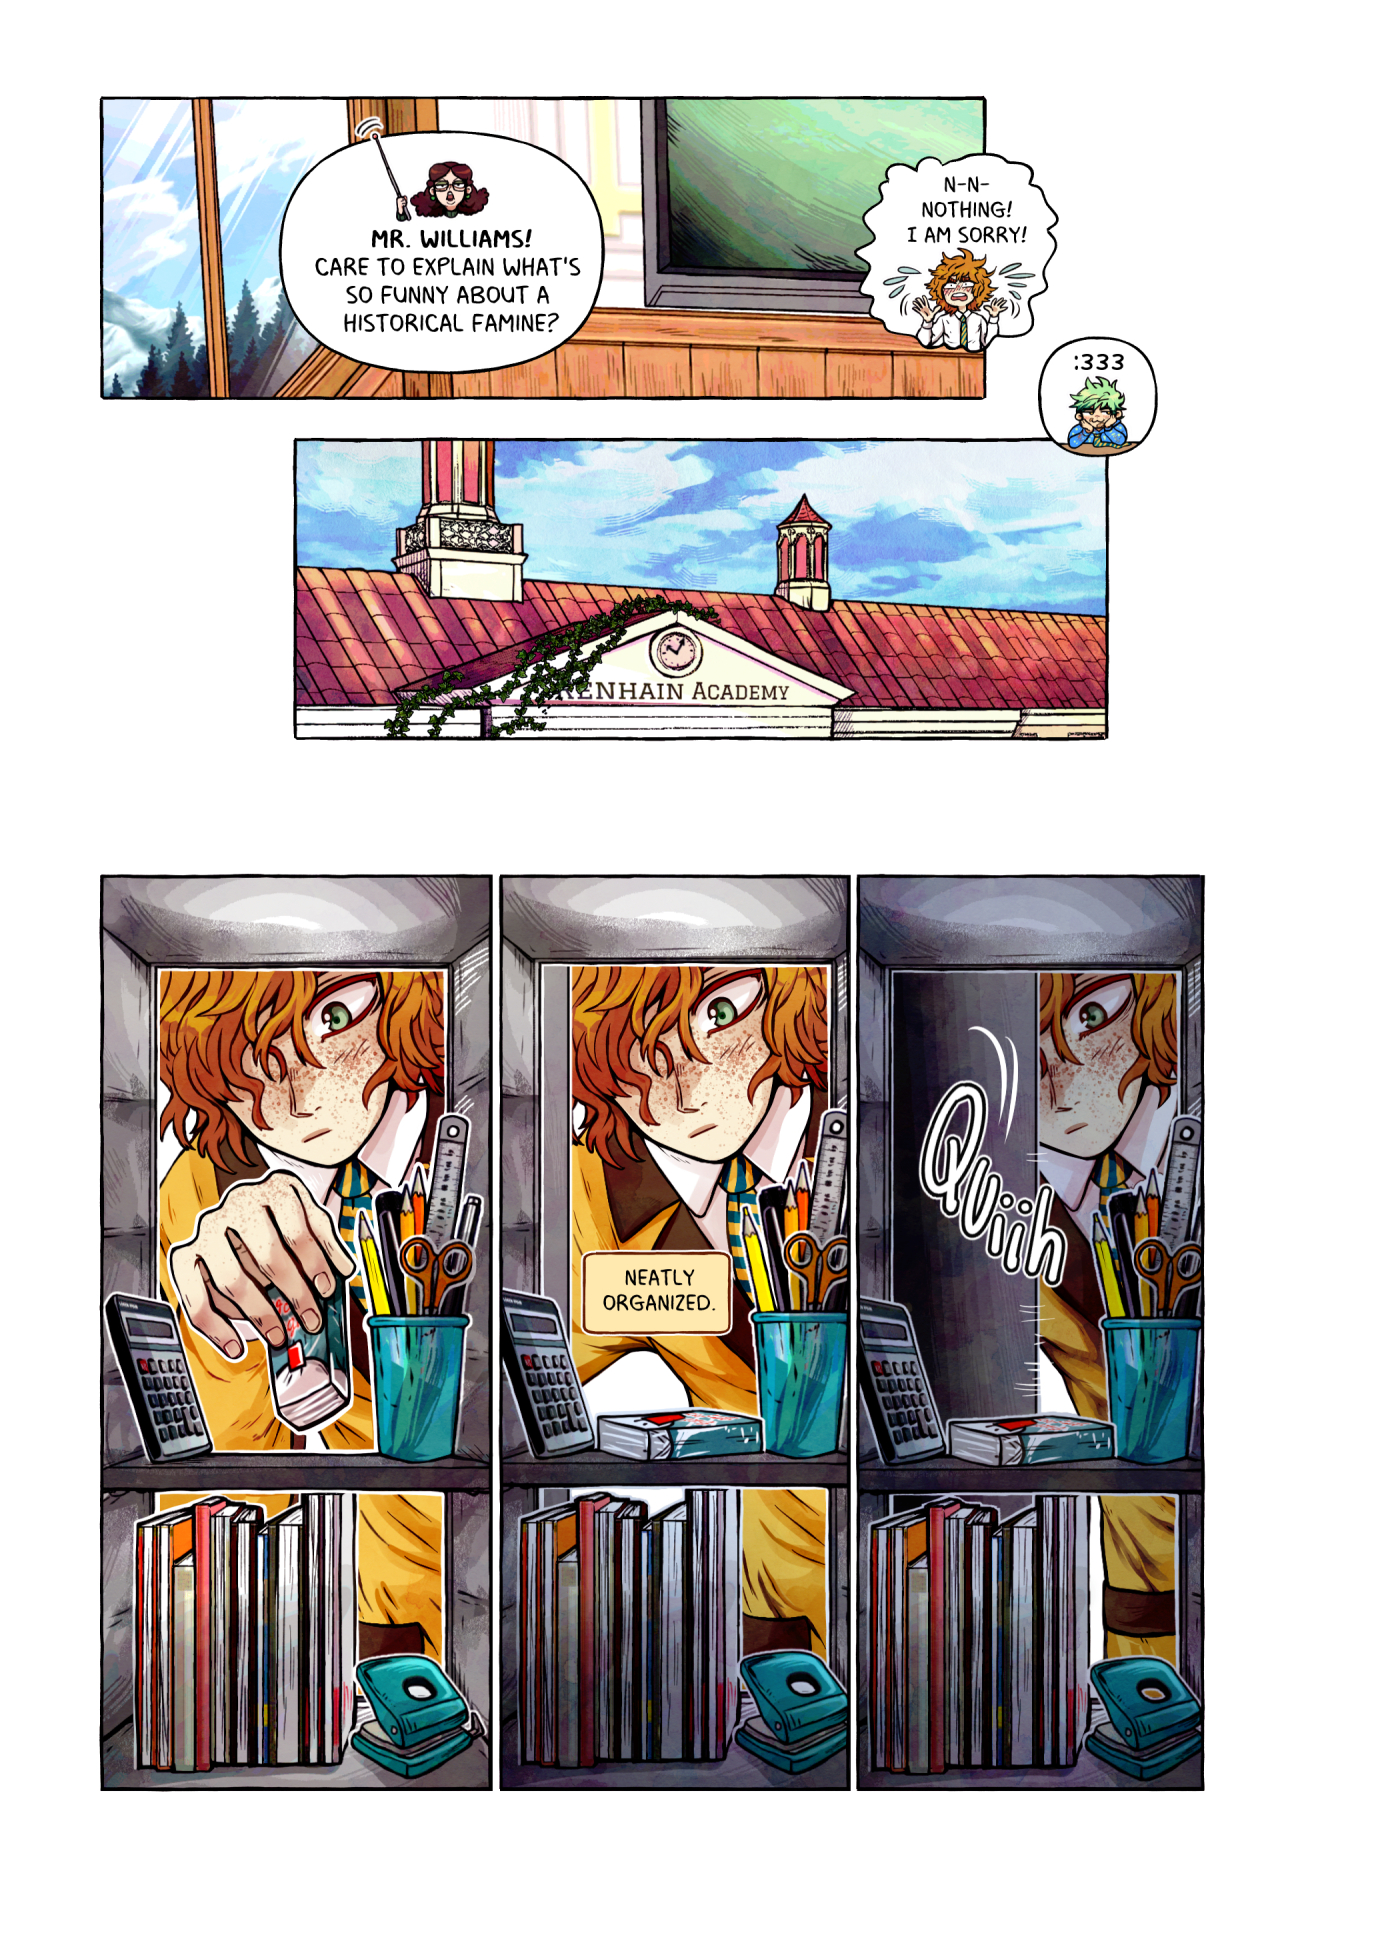 MR. WILLIAMS!
CARE TO EXPLAIN WHAT'S
SO FUNNY ABOUT A
HISTORICAL FAMINE?
N-N-
NOTHING!
I AM SORRY!
:333
ACADEMY
NEATLY
ORGANIZED.
QUiih